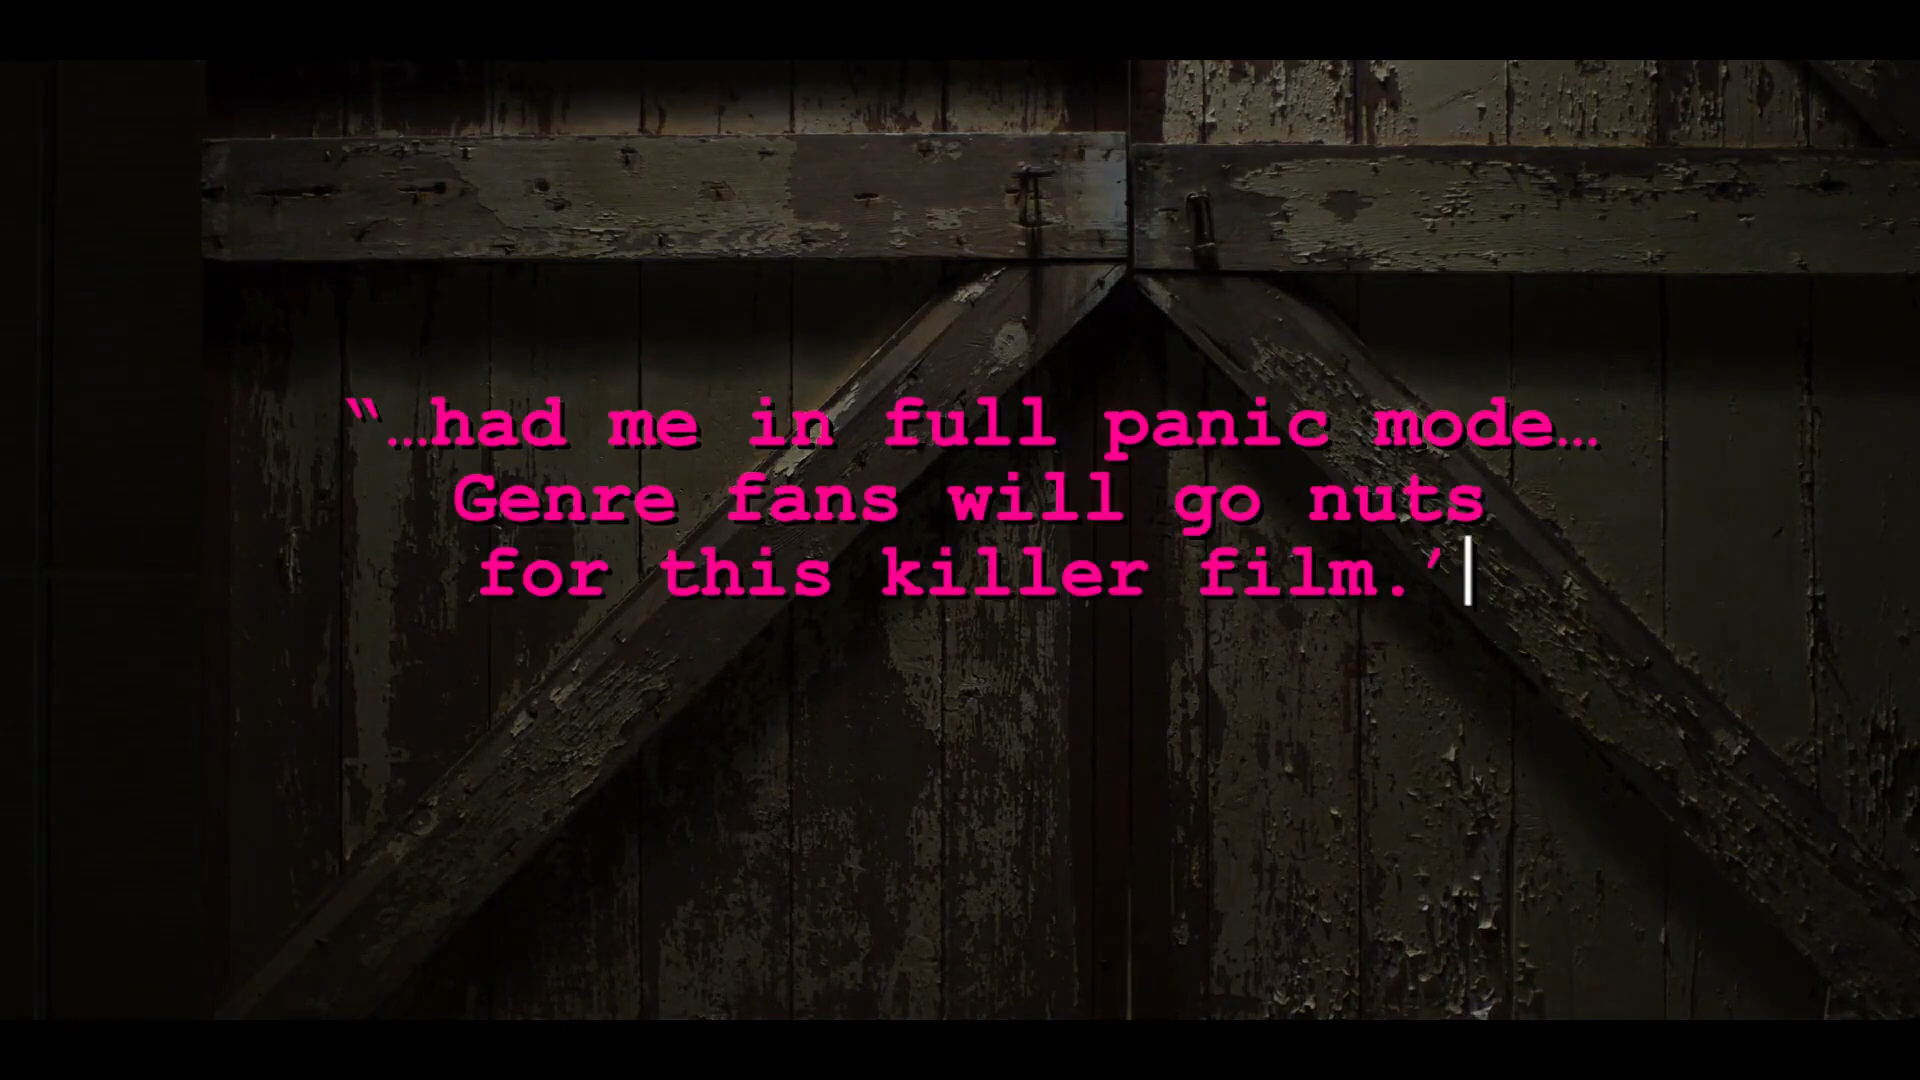 “…had me in full panic mode…
Genre fans will go nuts
for this killer film.’